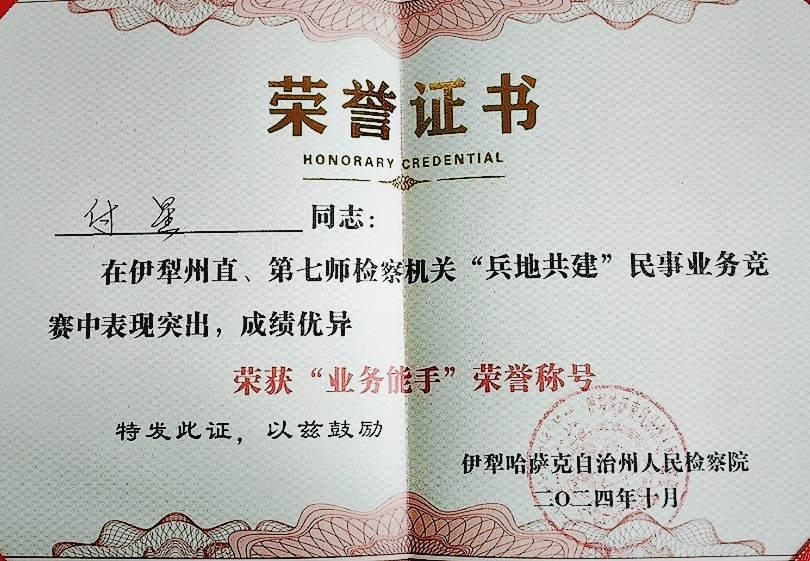 荣誉证书
HONORARY CREDENTIAL
付星 同志：
在伊犁州直、第七师检察机关“兵地共建”民事业务竞
赛中表现突出，成绩优异
荣获“业务能手”荣誉称号
特发此证，以兹鼓励
伊犁哈萨克自治州人民检察院
二〇二四年十月